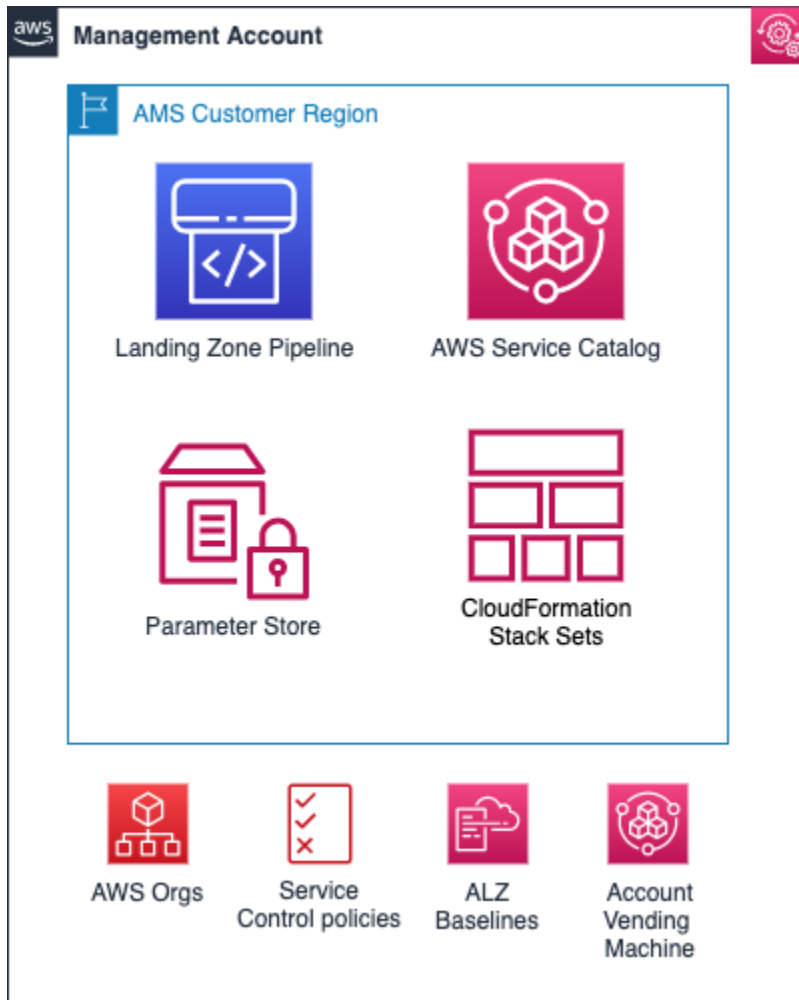 aws
Management Account
AMS Customer Region
</>
Landing Zone Pipeline
AWS Service Catalog
Parameter Store
CloudFormation
Stack Sets
AWS Orgs
Service
Control policies
ALZ
Baselines
Account
Vending
Machine